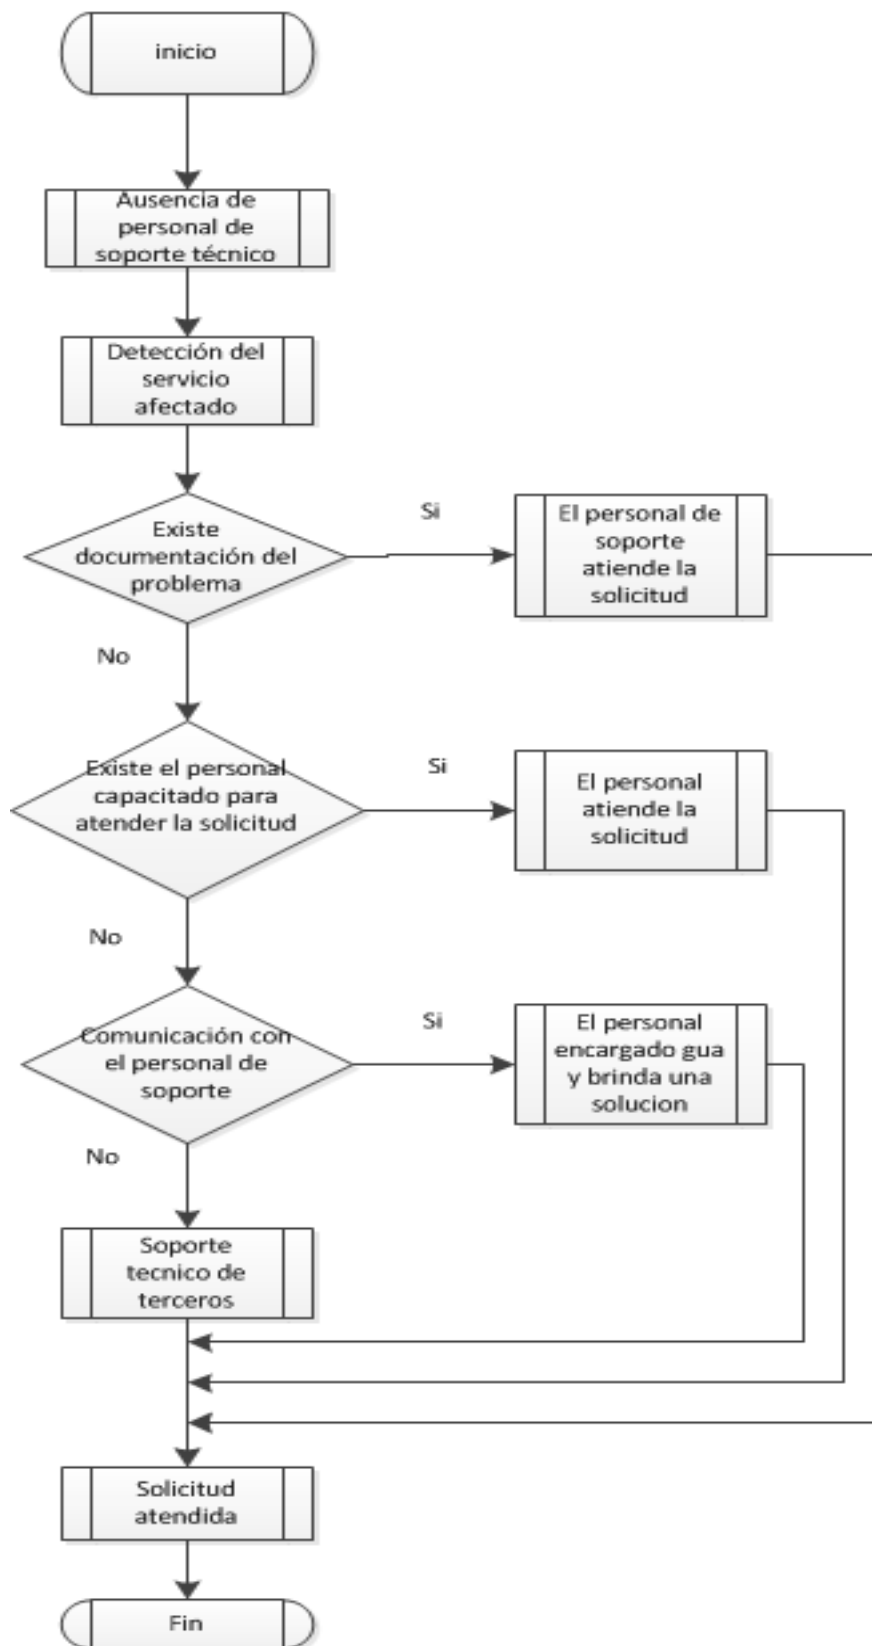 inicio
Ausencia de
personal de
soporte técnico
Detección del
servicio
afectado
Existe
documentación del
problema
Si
El personal de
soporte
atiende la
solicitud
No
Existe el personal
capacitado para
atender la solicitud
Si
El personal
atiende la
solicitud
No
Comunicación con
el personal de
soporte
Si
El personal
encargado gua
y brinda una
solucion
No
Soporte
tecnico de
terceros
Solicitud
atendida
Fin